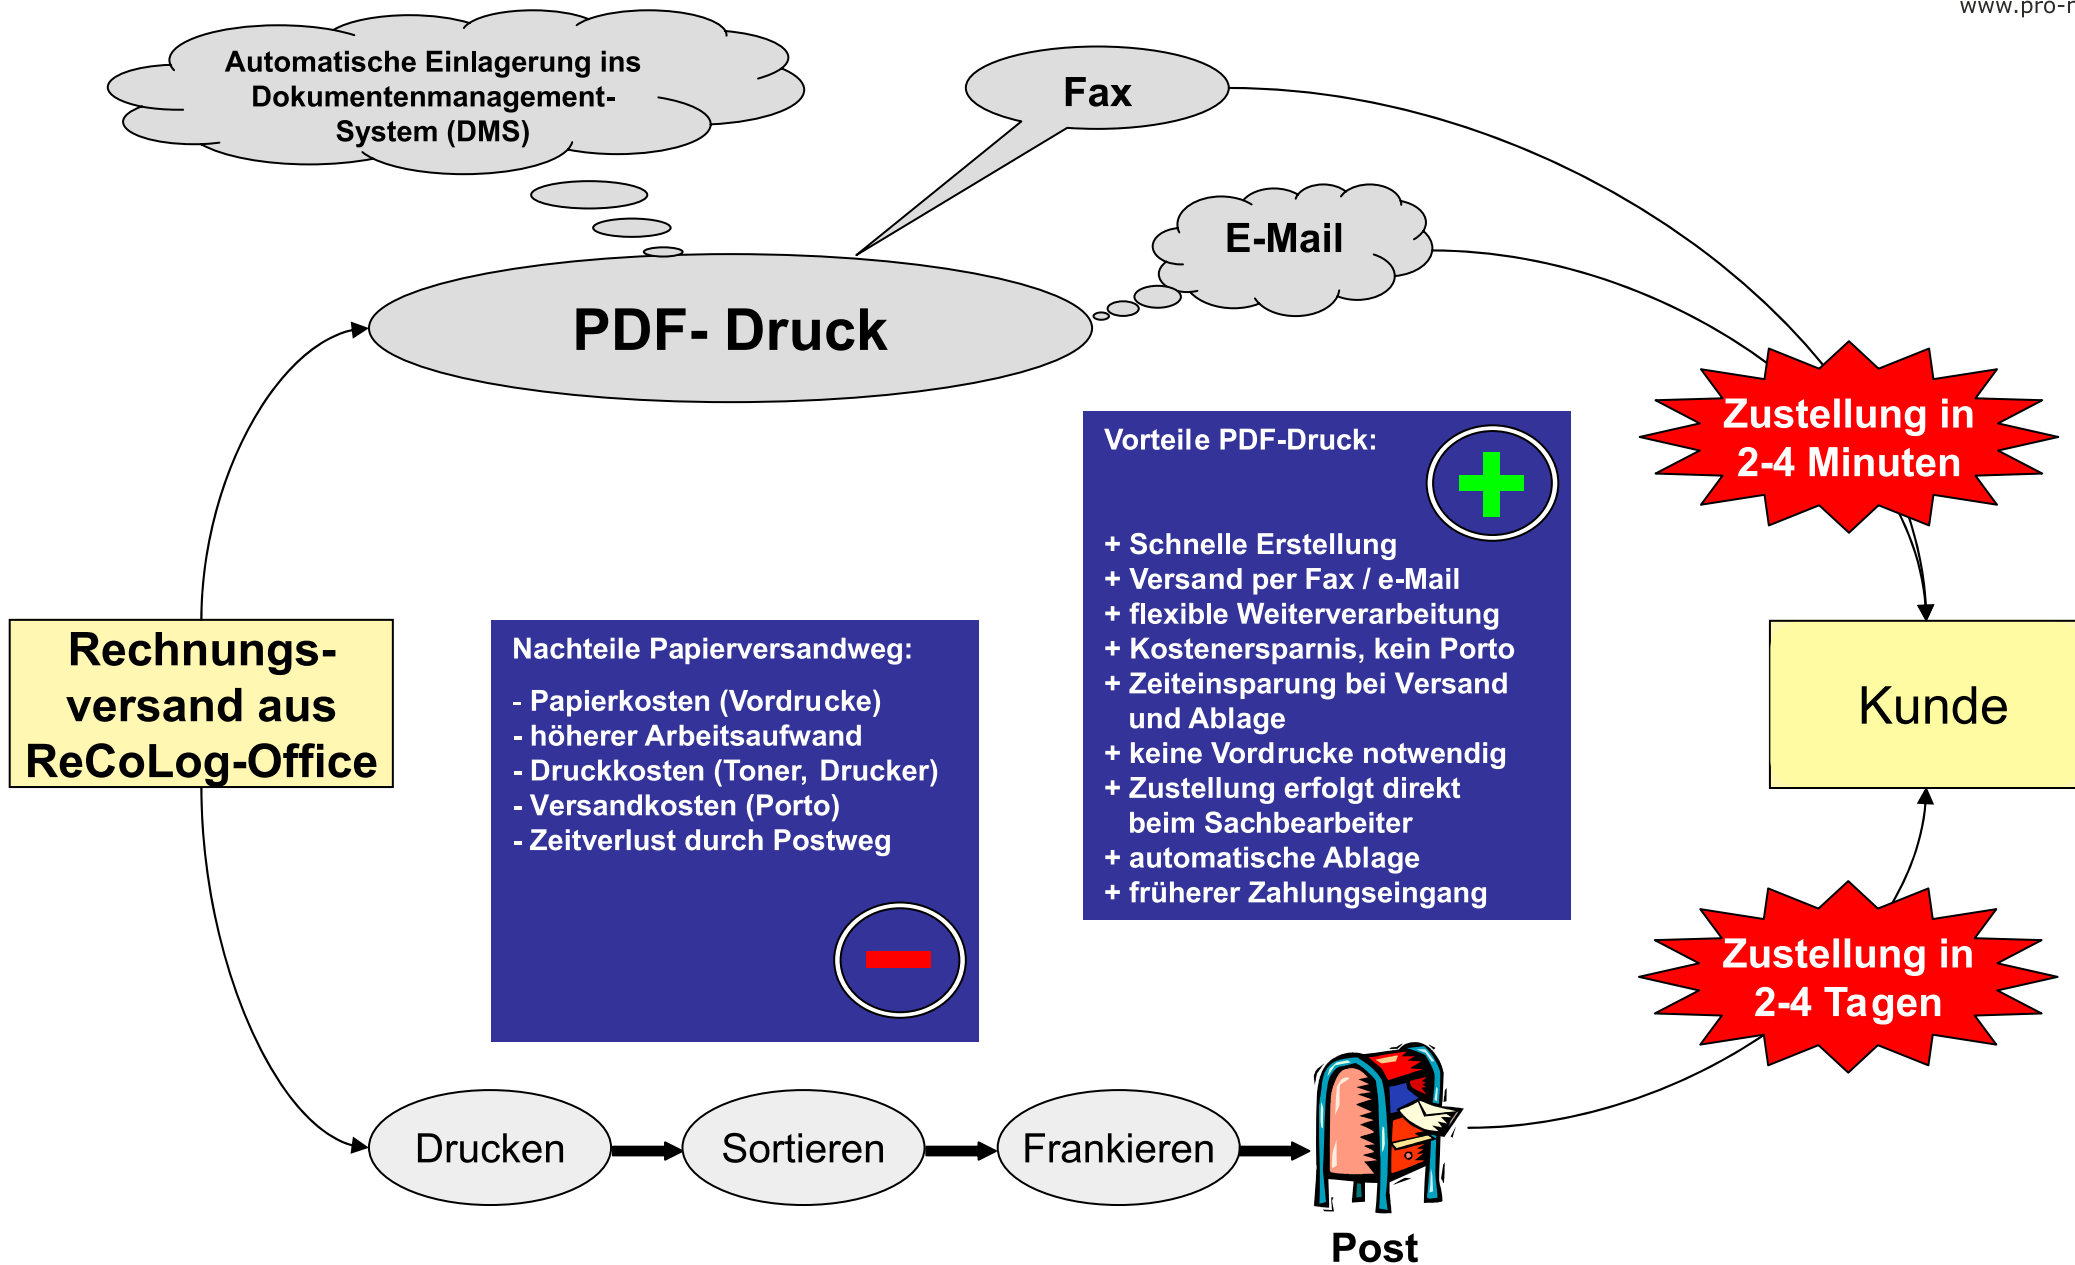 www.pro-r
Automatische Einlagerung ins
Dokumentenmanagement-
System (DMS)
Fax
E-Mail
PDF- Druck
Zustellung in
2-4 Minuten
Vorteile PDF-Druck:
+ Schnelle Erstellung
+ Versand per Fax / e-Mail
+ flexible Weiterverarbeitung
+ Kostenersparnis, kein Porto
+ Zeiteinsparung bei Versand
und Ablage
+ keine Vordrucke notwendig
+ Zustellung erfolgt direkt
beim Sachbearbeiter
+ automatische Ablage
+ früherer Zahlungseingang
Rechnungs-
versand aus
ReCoLog-Office
Nachteile Papierversandweg:
- Papierkosten (Vordrucke)
- höherer Arbeitsaufwand
- Druckkosten (Toner, Drucker)
- Versandkosten (Porto)
- Zeitverlust durch Postweg
Kunde
Zustellung in
2-4 Tagen
Drucken
Sortieren
Frankieren
Post